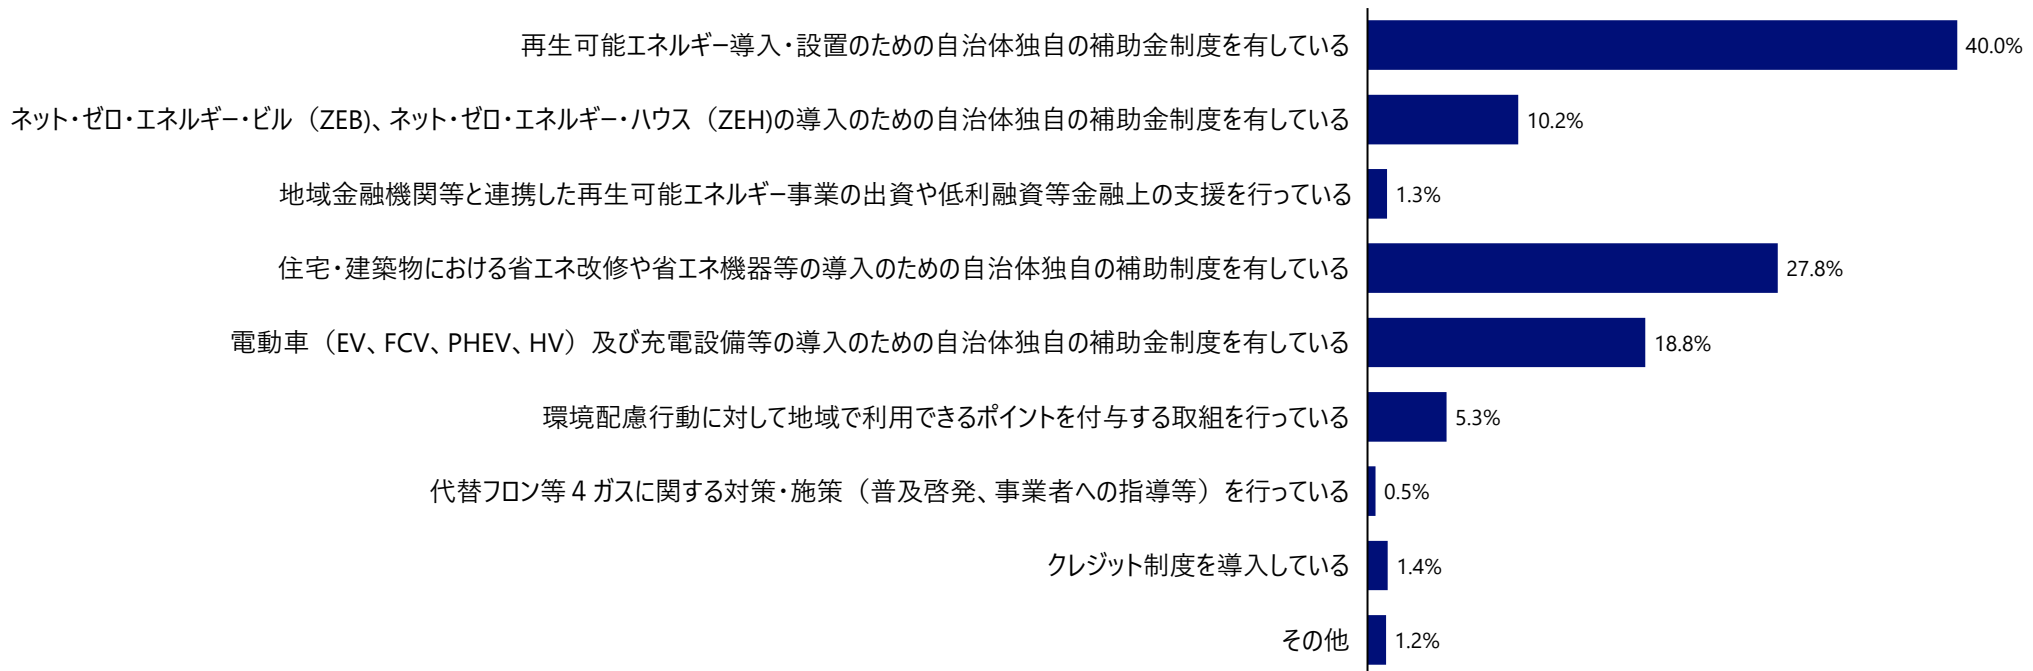 再生可能エネルギー導入・設置のための自治体独自の補助金制度を有している 40.0%
ネット・ゼロ・エネルギー・ビル（ZEB)、ネット・ゼロ・エネルギー・ハウス（ZEH)の導入のための自治体独自の補助金制度を有している 10.2%
地域金融機関等と連携した再生可能エネルギー事業の出資や低利融資等金融上の支援を行っている 1.3%
住宅・建築物における省エネ改修や省エネ機器等の導入のための自治体独自の補助制度を有している 27.8%
電動車（EV、FCV、PHEV、HV）及び充電設備等の導入のための自治体独自の補助金制度を有している 18.8%
環境配慮行動に対して地域で利用できるポイントを付与する取組を行っている 5.3%
代替フロン等４ガスに関する対策・施策（普及啓発、事業者への指導等）を行っている 0.5%
クレジット制度を導入している 1.4%
その他 1.2%